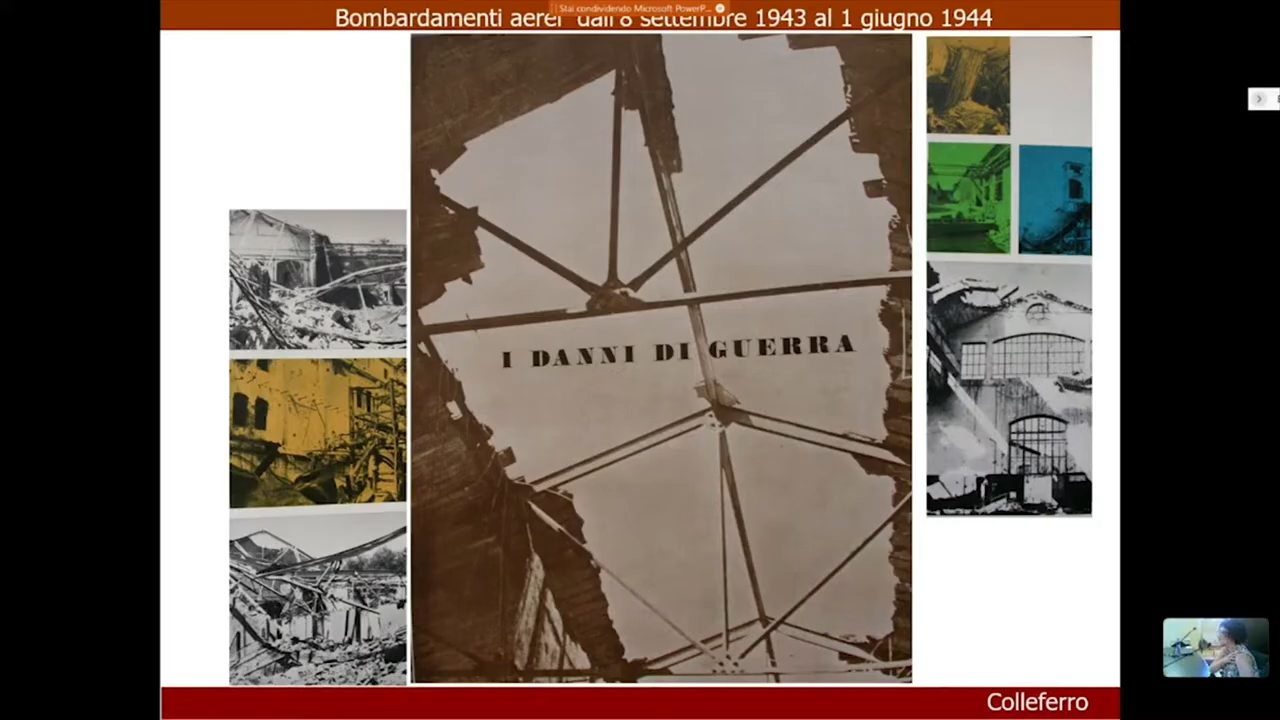 Stai condividendo Microsoft PowerP...
Bombardamenti aerei dall'8 settembre 1943 al 1 giugno 1944
I DANNI DI GUERRA
Colleferro